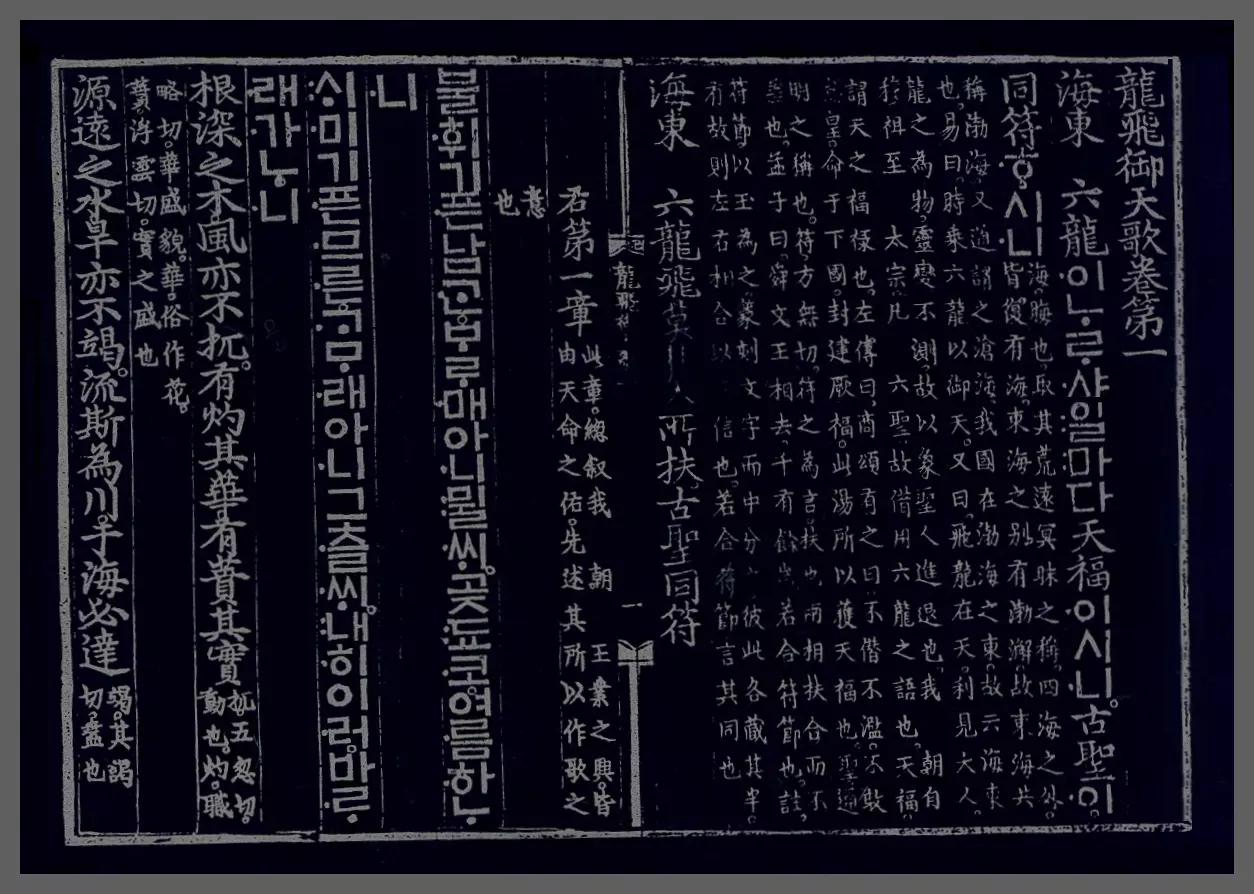 龍飛御天歌卷第一
海東 六龍이ᄂᆞᄅᆞ샤일마다天福이시니。古聖이
同符ᄒᆞ시니
海。晦也。取其荒遠冥昧之稱。四海之外。
皆復有海。東海之別有渤澥。故東海共
稱渤海。又通謂之滄海。我國在渤海之東。故云海東
也。易曰。時乘六龍以御天。又曰。飛龍在天。利見大人。
龍之為物。靈變不測。故以象聖人進退也。我 朝自
穆祖至 太宗。凡 六聖。故借用六龍之語也。天福。
謂天之福祿也。左傳曰。商頌有之曰。不僭不濫。不敢
怠皇。命于下國。封建厥福。此湯所以獲天福也。聖。通
明之稱也。符。方無切。符之為言。扶也。兩相扶合而不
差也。孟子曰。舜文王相去。千有餘歲。若合符節。註。
符節。以玉為之。篆刻文字而中分之。彼此各藏其半。
有故則左右相合以 信也。若合符節。言其同也
海東 六龍飛莫 所扶。古聖同符
龍飛 一
右第一章
此章。總叙我 朝 王業之興。皆
由天命之佑。先述其所以作歌之
意
也
불휘기픈남ᄀᆞᆫᄇᆞᄅᆞ매아니뮐ᄊᆡ。곶됴코여름하ᄂᆞ
니
ᄉᆡ미기픈므른ᄀᆞᄆᆞ래아니그츨ᄊᆡ。내히이러바ᄅᆞ
래가ᄂᆞ니
根深之木風亦不扤。有灼其華有蕡其實
扤。五忽切。
動也。灼。職
略切。華盛貌。華。俗作花。
蕡。浮雲切。實之盛也
源遠之水旱亦不竭。流斯為川。于海必達
竭。其謁
切。盡也